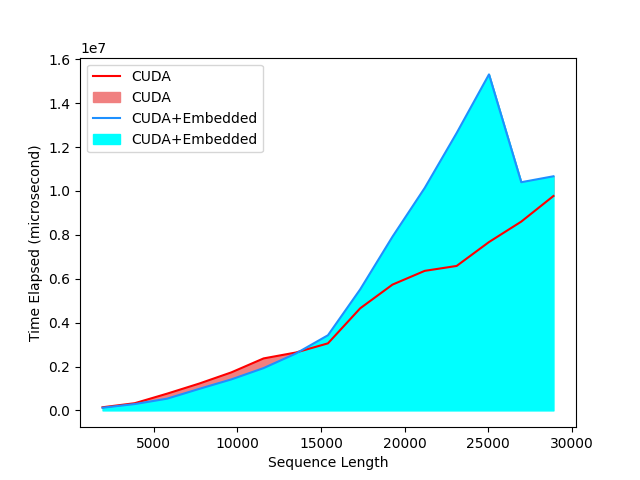 1e7
1.6
1.4
1.2
1.0
0.8
0.6
0.4
0.2
0.0
Time Elapsed (microsecond)
CUDA
CUDA
CUDA+Embedded
CUDA+Embedded
5000 10000 15000 20000 25000 30000
Sequence Length